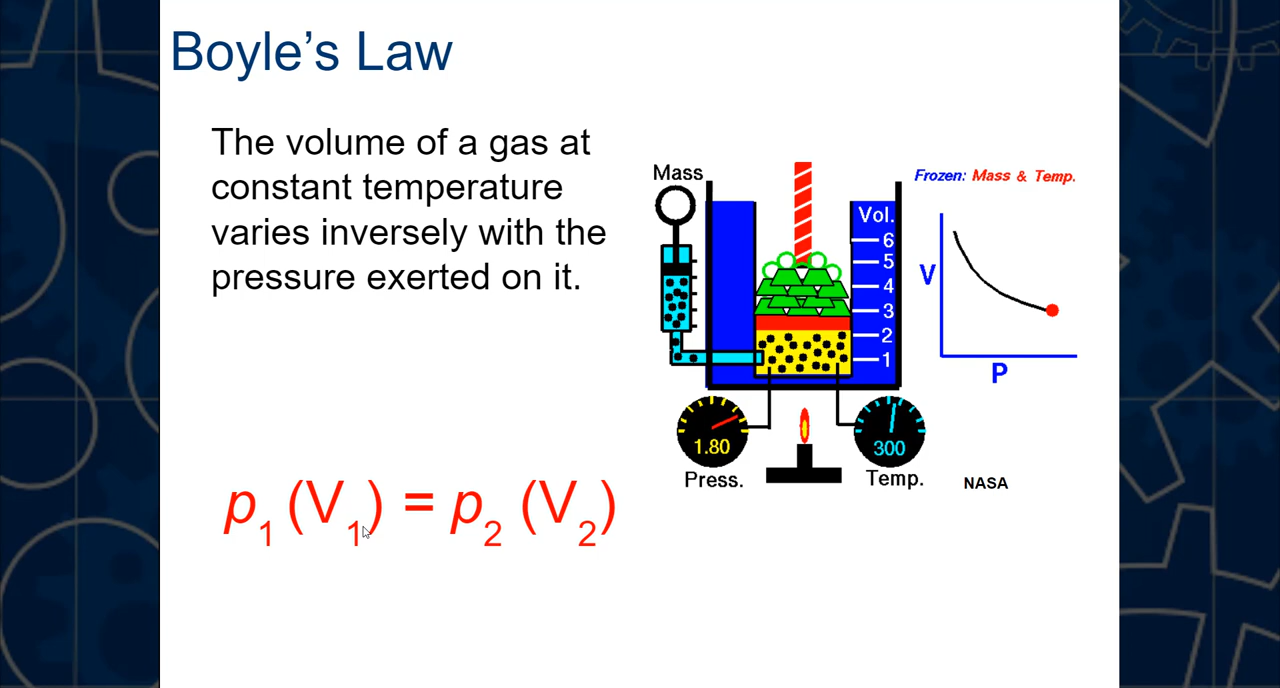 Boyle’s Law
The volume of a gas at
constant temperature
varies inversely with the
pressure exerted on it.
p₁ (V₁) = p₂ (V₂)
Mass
Vol.
6
5
4
3
2
1
1.80
Press.
300
Temp.
Frozen: Mass & Temp.
V
P
NASA